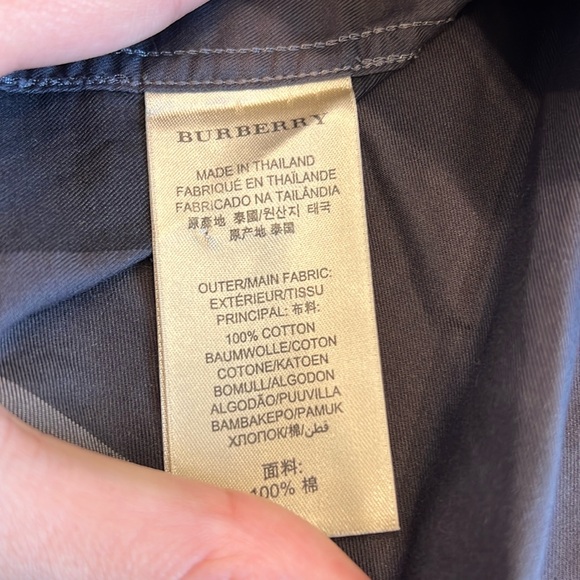 BURBERRY
MADE IN THAILAND
FABRIQUÉ EN THAÏLANDE
FABRICADO NA TAILÂNDIA
原產地 泰國/원산지 태국
原产地 泰国
OUTER/MAIN FABRIC:
EXTÉRIEUR/TISSU
PRINCIPAL: 布料:
100% COTTON
BAUMWOLLE/COTON
COTONE/KATOEN
BOMULL/ALGODON
ALGODÃO/PUUVILLA
BAMBAKEPO/PAMUK
ХЛОПОК/棉/قطن
面料:
100% 棉